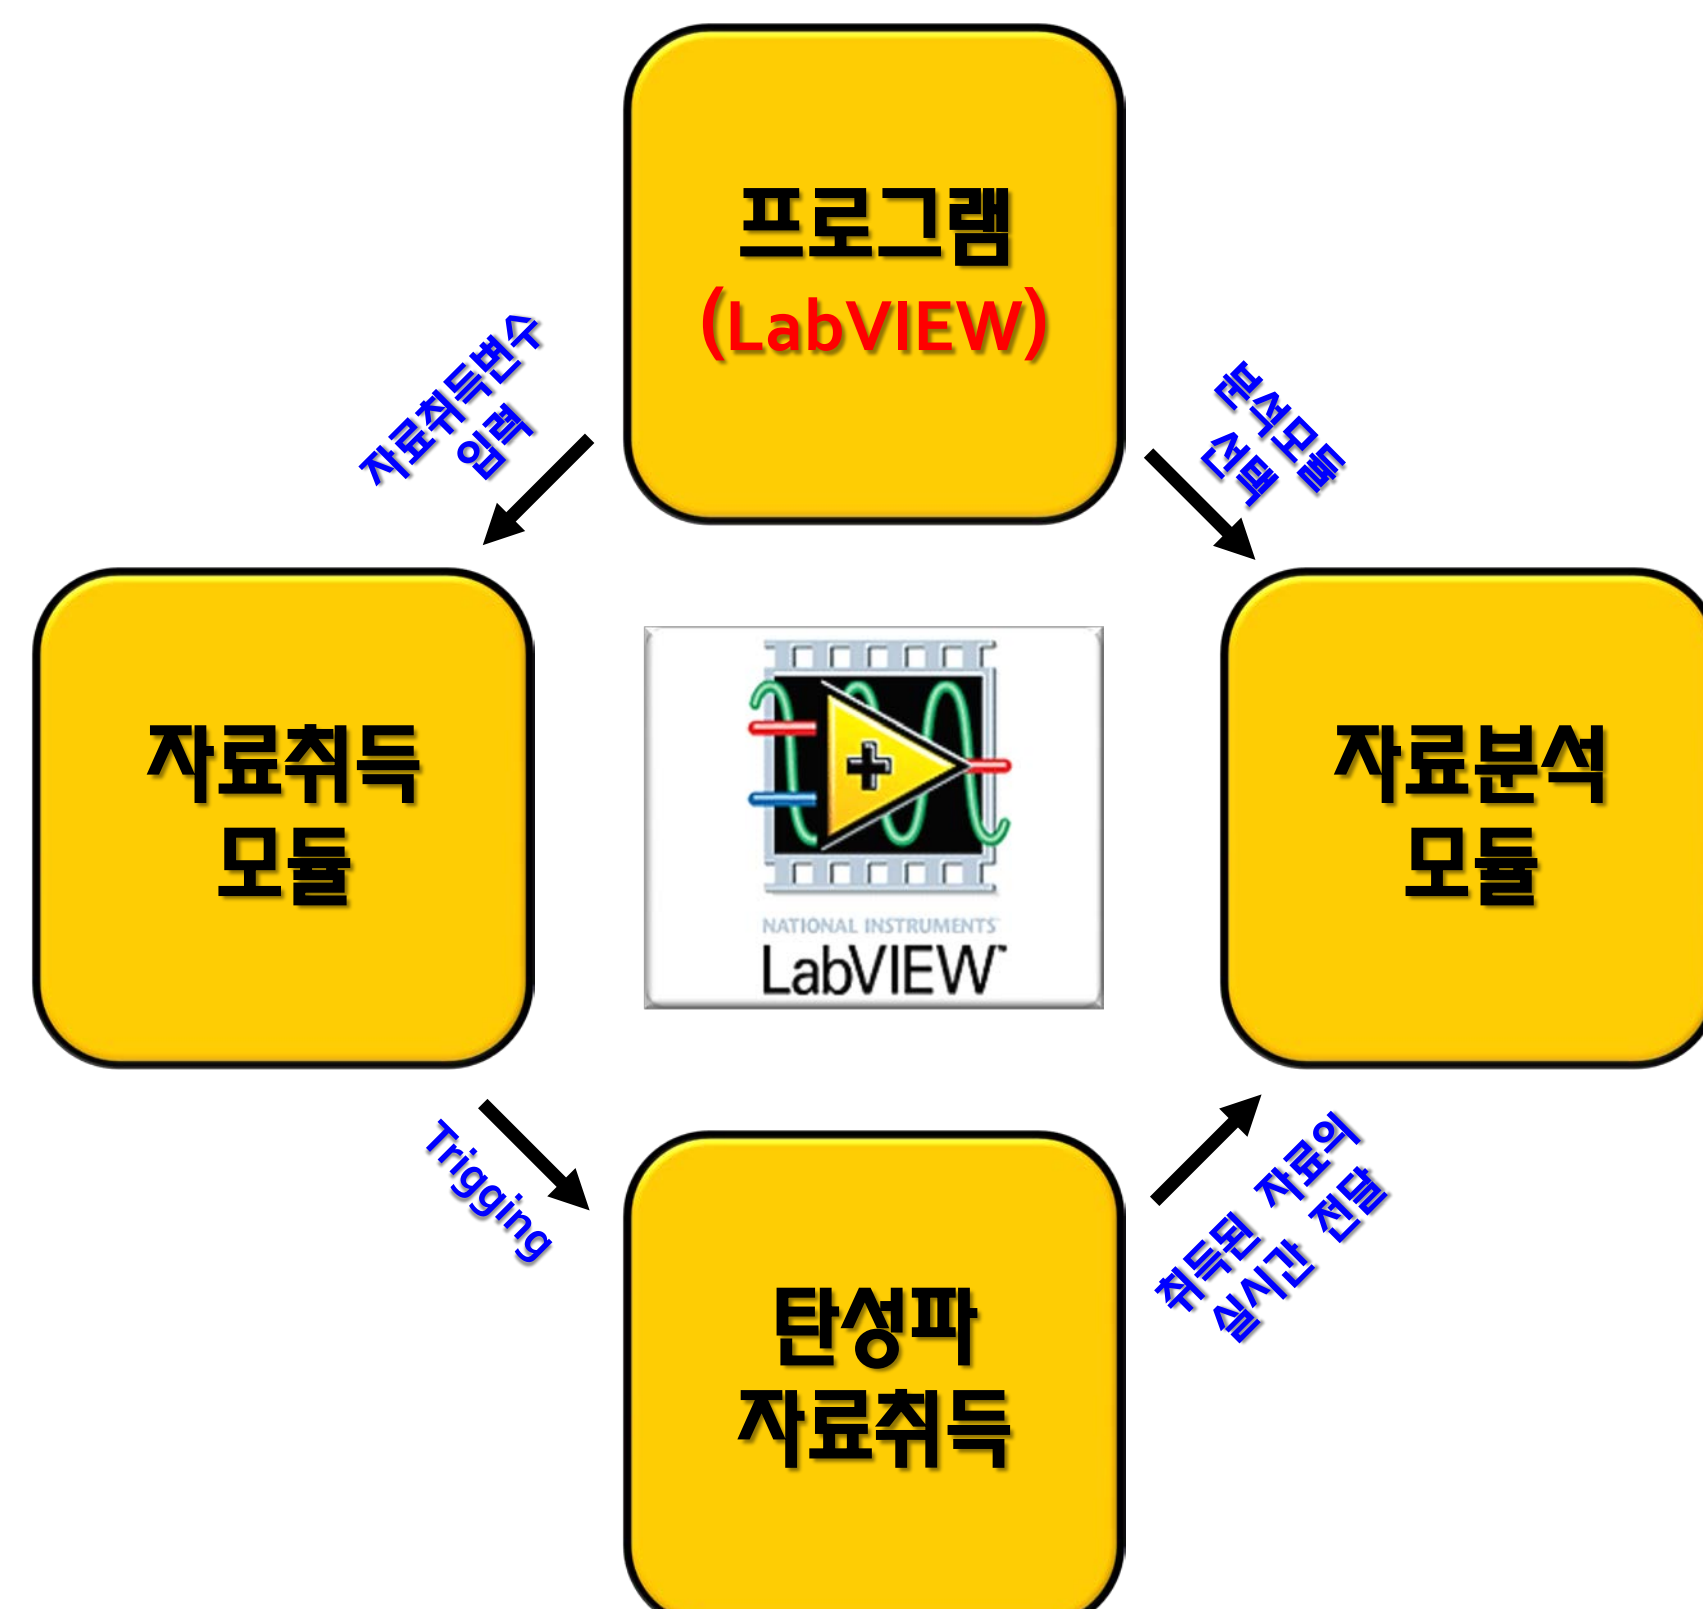 프로그램
(LabVIEW)
자료취득변수
입력
분석모듈
선택
자료취득
모듈
NATIONAL INSTRUMENTS
LabVIEW™
자료분석
모듈
Trigging
취득된 자료의
실시간 전달
탄성파
자료취득